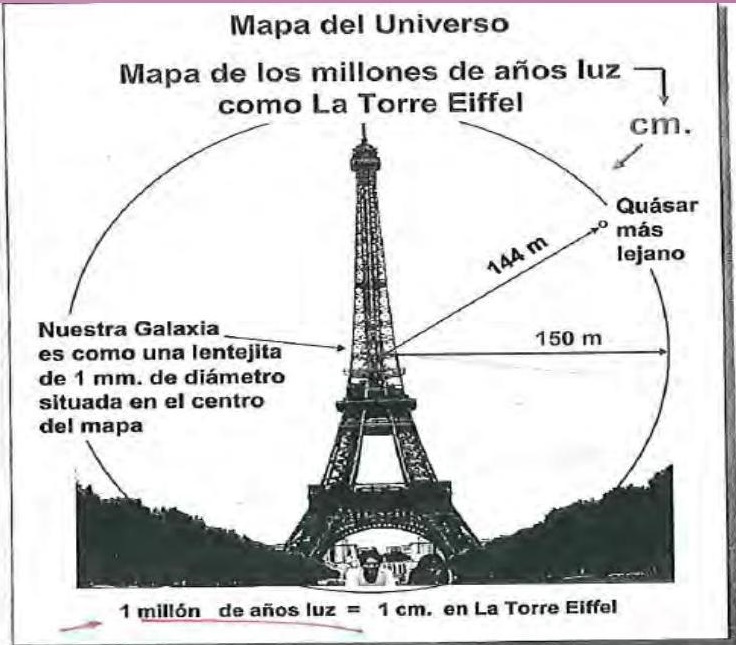 Mapa del Universo
Mapa de los millones de años luz
como La Torre Eiffel
cm.
Quásar
más
lejano
144 m
150 m
Nuestra Galaxia
es como una lentejita
de 1 mm. de diámetro
situada en el centro
del mapa
1 millón de años luz = 1 cm. en La Torre Eiffel